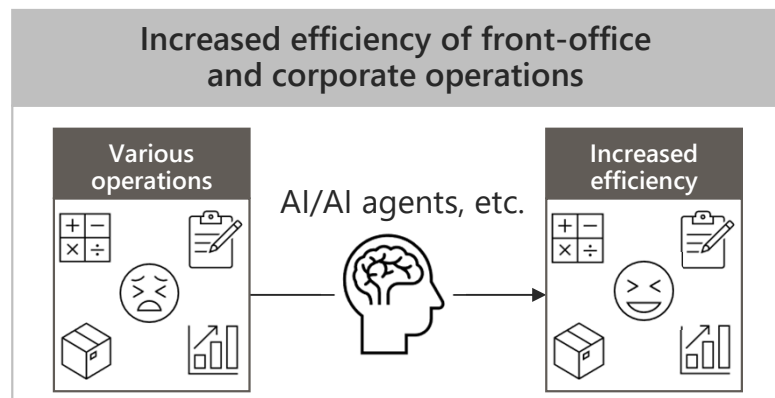 Increased efficiency of front-office
and corporate operations
Various
operations
AI/AI agents, etc.
Increased
efficiency
+ −
× ÷
+ −
× ÷